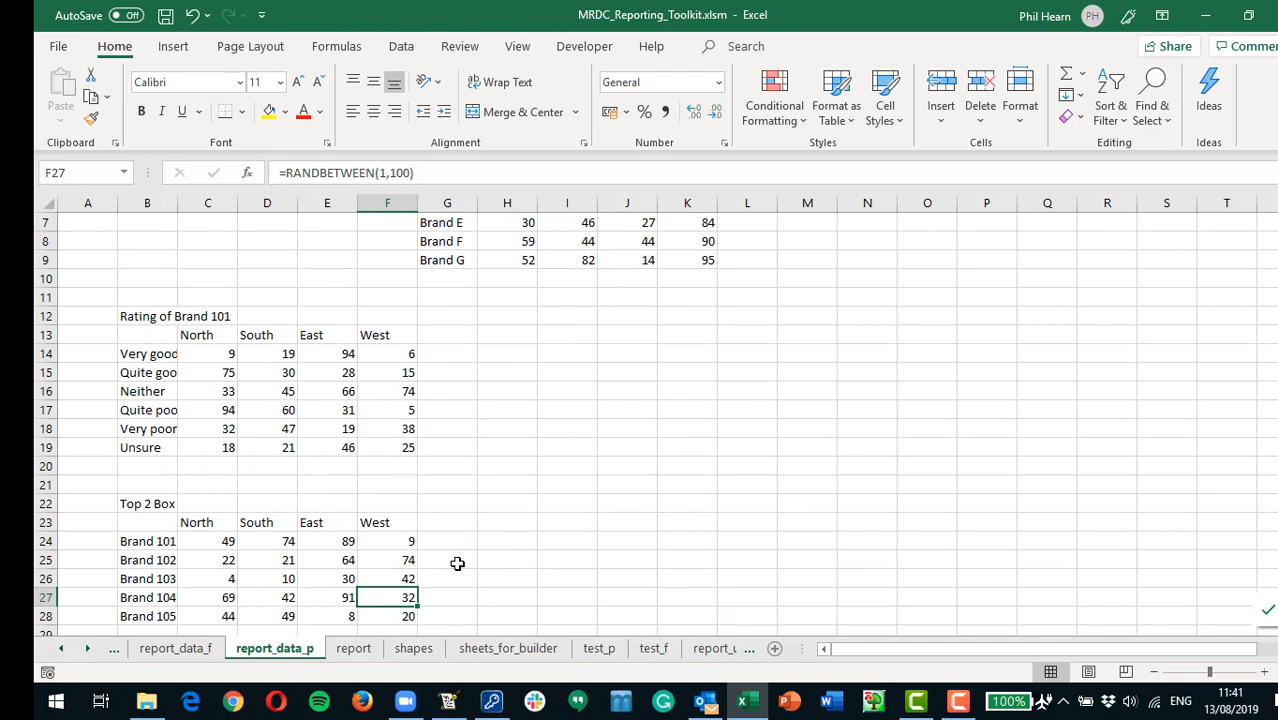 AutoSave Off MRDC_Reporting_Toolkit.xlsm - Excel Phil Hearn PH
File Home Insert Draw Page Layout Formulas Data Review View Developer Help Search Share Comme
Calibri 11 Wrap Text General
Paste B I U Merge & Center % Conditional Formatting Format as Table Cell Styles Insert Delete Format Sort & Filter Find & Select Ideas
Clipboard Font Alignment Number Styles Cells Editing Ideas
F27 fx =RANDBETWEEN(1,100)
A B C D E F G H I J K L M N O P Q R S T
7 Brand E 30 46 27 84
8 Brand F 59 44 44 90
9 Brand G 52 82 14 95
10
11
12 Rating of Brand 101
13 North South East West
14 Very good 9 19 94 6
15 Quite goo 75 30 28 15
16 Neither 33 45 66 74
17 Quite poo 94 60 31 5
18 Very poor 32 47 19 38
19 Unsure 18 21 46 25
20
21
22 Top 2 Box
23 North South East West
24 Brand 101 49 74 89 9
25 Brand 102 22 21 64 74
26 Brand 103 4 10 30 42
27 Brand 104 69 42 91 32
28 Brand 105 44 49 8 20
29
... report_data_f report_data_p report shapes sheets_for_builder test_p test_f report_u ...
100% ENG 11:41
13/08/2019